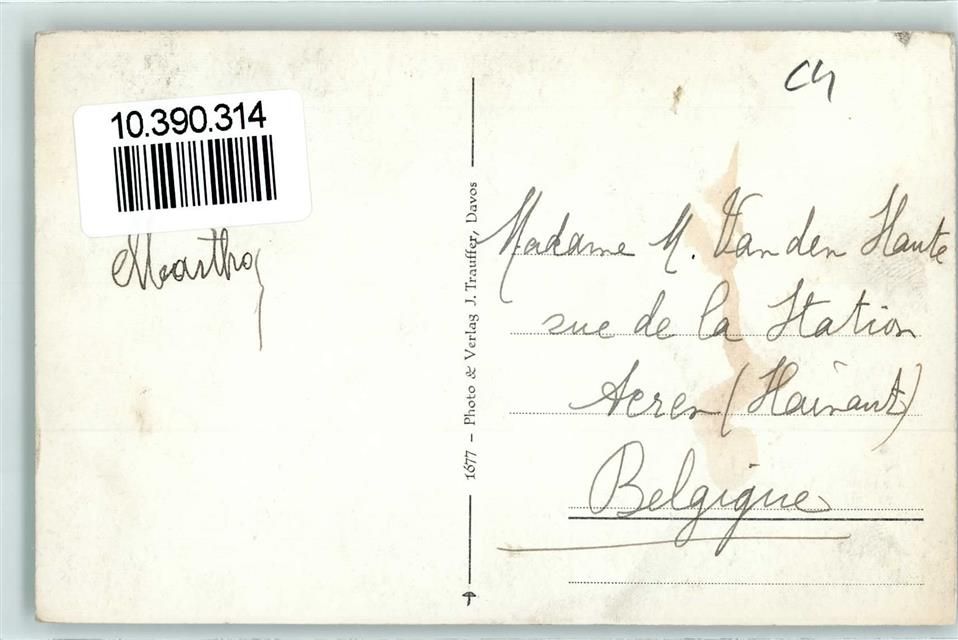 10.390.314
Martha
1677 – Photo & Verlag J. Trauffer, Davos
CH
Madame M. Van den Haute
rue de la Station
Acren (Hainaut)
Belgique